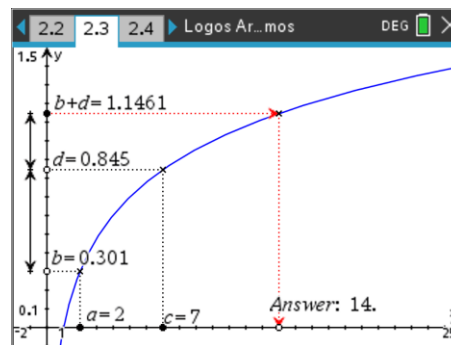 2.2 2.3 2.4 Logos Ar...mos DEG
1.5 y
b+d=1.1461
d=0.845
b=0.301
0.1 a=2 c=7 Answer: 14.
-2 1